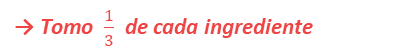 → Tomo 1/3 de cada ingrediente